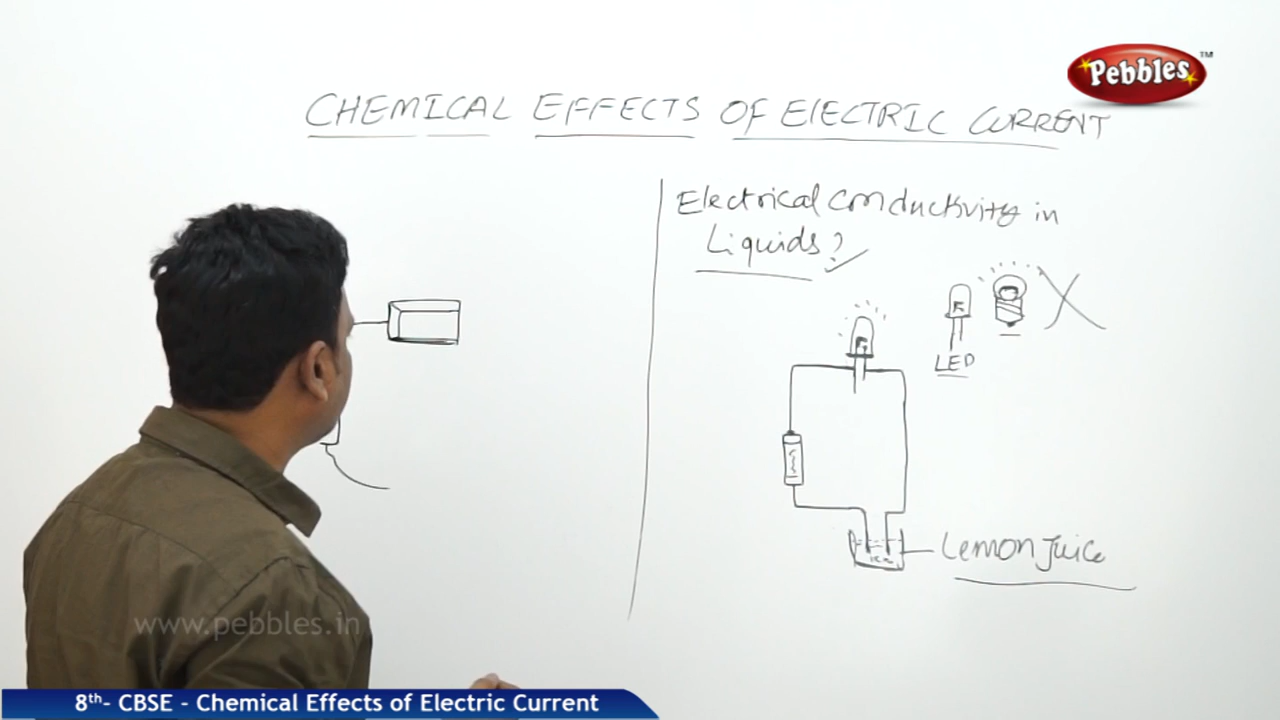 Pebbles™
CHEMICAL EFFECTS OF ELECTRIC CURRENT
Electrical conductivity in
Liquids?
LED
Lemon Juice
www.pebbles.in
8th- CBSE - Chemical Effects of Electric Current